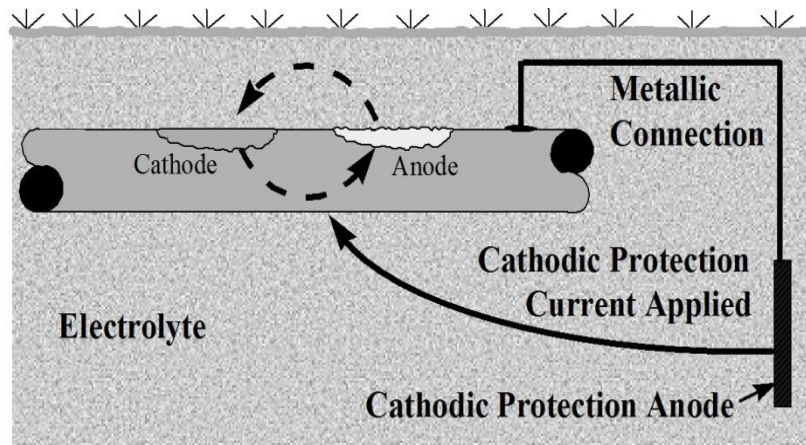 Metallic
Connection
Cathode
Anode
Cathodic Protection
Current Applied
Electrolyte
Cathodic Protection Anode